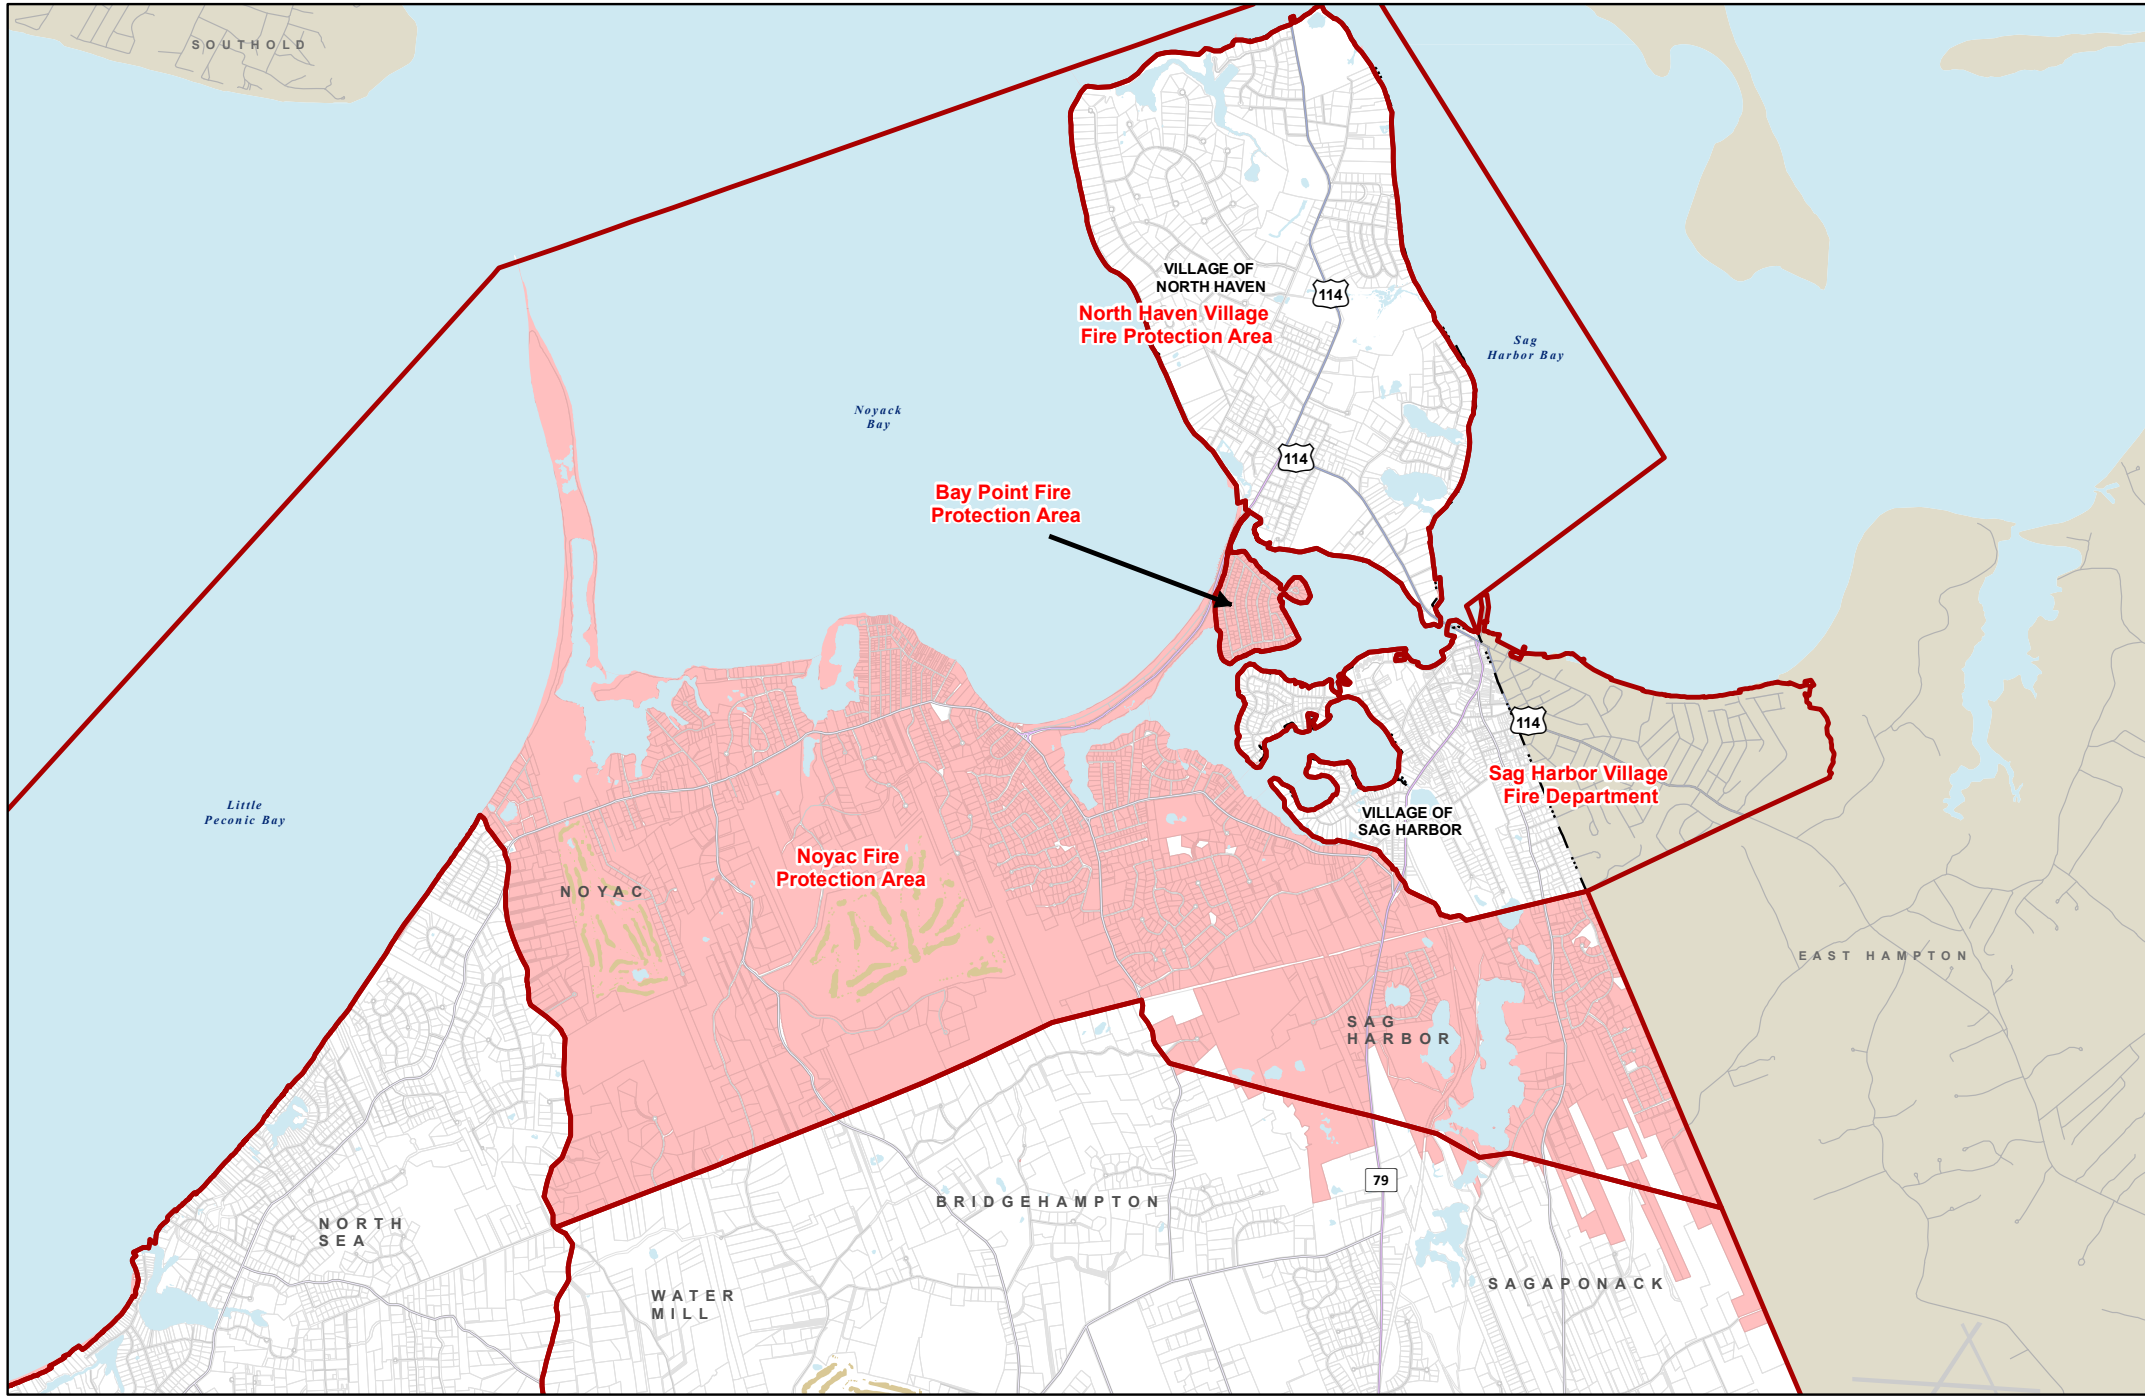 SOUTHOLD
VILLAGE OF
NORTH HAVEN
114
North Haven Village
Fire Protection Area
Sag
Harbor Bay
Noyack
Bay
114
Bay Point Fire
Protection Area
114
Sag Harbor Village
Fire Department
Little
Peconic Bay
VILLAGE OF
SAG HARBOR
Noyac Fire
Protection Area
NOYAC
EAST HAMPTON
SAG
HARBOR
79
BRIDGEHAMPTON
NORTH
SEA
SAGAPONACK
WATER
MILL